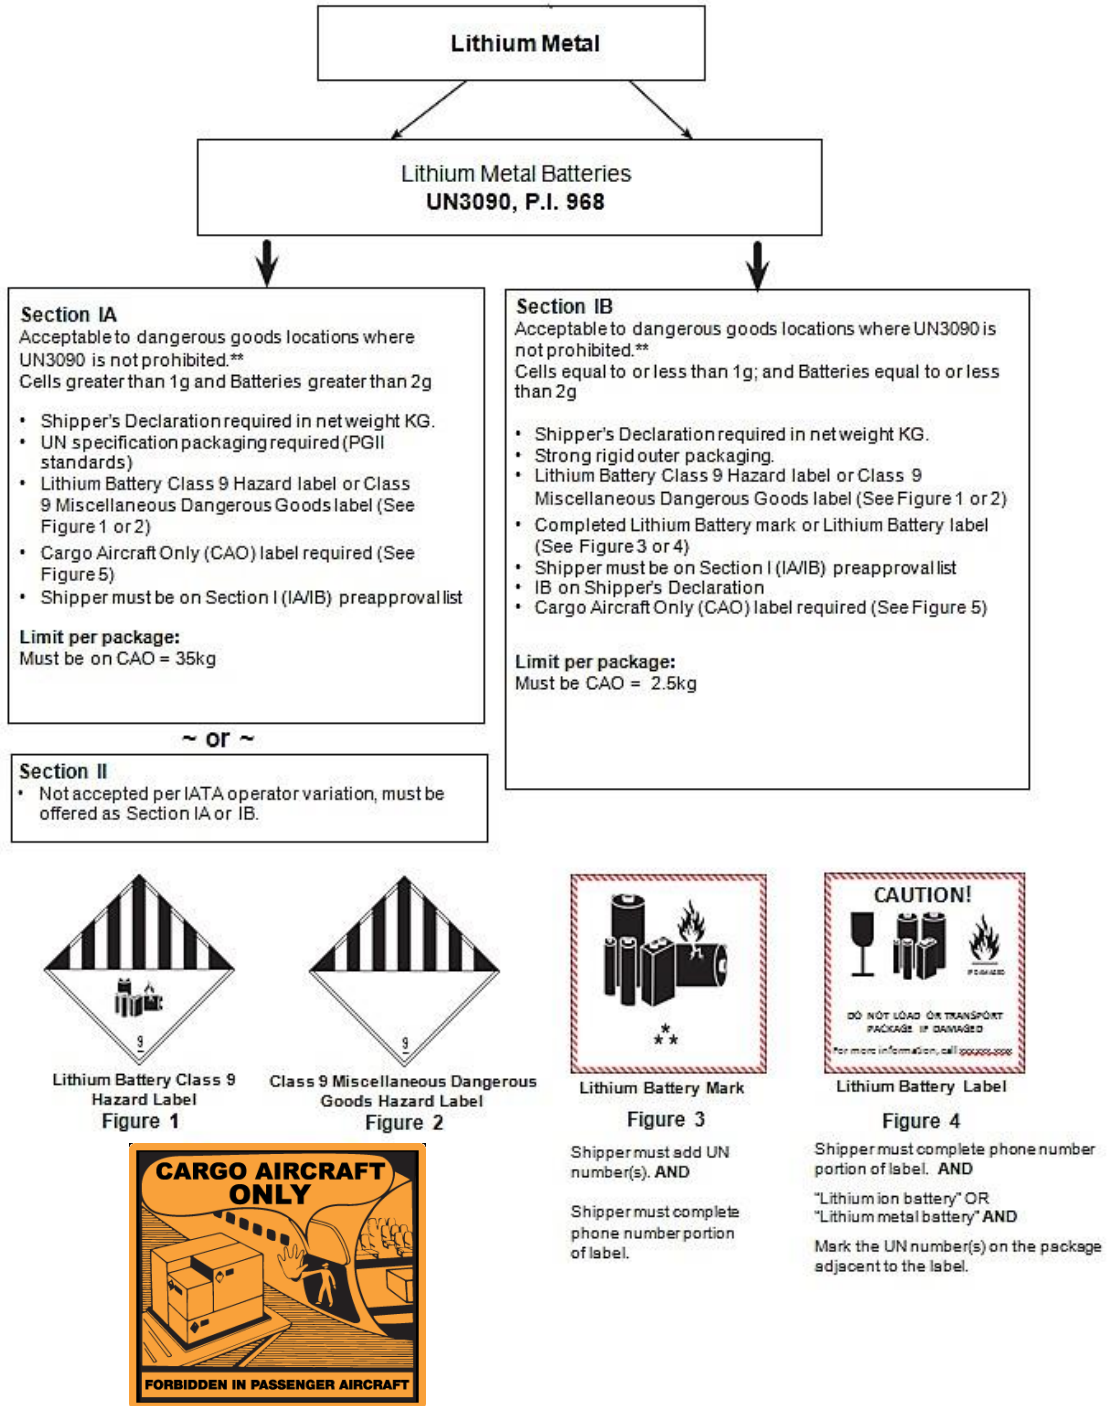 Lithium Metal
Lithium Metal Batteries
UN3090, P.I. 968
Section IA
Acceptable to dangerous goods locations where
UN3090 is not prohibited.**
Cells greater than 1g and Batteries greater than 2g
• Shipper's Declaration required in net weight KG.
• UN specification packaging required (PGII
standards)
• Lithium Battery Class 9 Hazard label or Class
9 Miscellaneous Dangerous Goods label (See
Figure 1 or 2)
• Cargo Aircraft Only (CAO) label required (See
Figure 5)
• Shipper must be on Section I (IA/IB) preapproval list
Limit per package:
Must be on CAO = 35kg
Section IB
Acceptable to dangerous goods locations where UN3090 is
not prohibited.**
Cells equal to or less than 1g; and Batteries equal to or less
than 2g
• Shipper's Declaration required in net weight KG.
• Strong rigid outer packaging.
• Lithium Battery Class 9 Hazard label or Class 9
Miscellaneous Dangerous Goods label (See Figure 1 or 2)
• Completed Lithium Battery mark or Lithium Battery label
(See Figure 3 or 4)
• Shipper must be on Section I (IA/IB) preapproval list
• IB on Shipper's Declaration
• Cargo Aircraft Only (CAO) label required (See Figure 5)
Limit per package:
Must be CAO = 2.5kg
~ or ~
Section II
• Not accepted per IATA operator variation, must be
offered as Section IA or IB.
9
Lithium Battery Class 9
Hazard Label
Figure 1
9
Class 9 Miscellaneous Dangerous
Goods Hazard Label
Figure 2
*
**
Lithium Battery Mark
Figure 3
Shipper must add UN
number(s). AND
Shipper must complete
phone number portion
of label.
CAUTION!
IF DAMAGED
DO NOT LOAD OR TRANSPORT
PACKAGE IF DAMAGED
For more information, call xxx.xxx.xxxx
Lithium Battery Label
Figure 4
Shipper must complete phone number
portion of label. AND
"Lithium ion battery" OR
"Lithium metal battery" AND
Mark the UN number(s) on the package
adjacent to the label.
CARGO AIRCRAFT
ONLY
FORBIDDEN IN PASSENGER AIRCRAFT